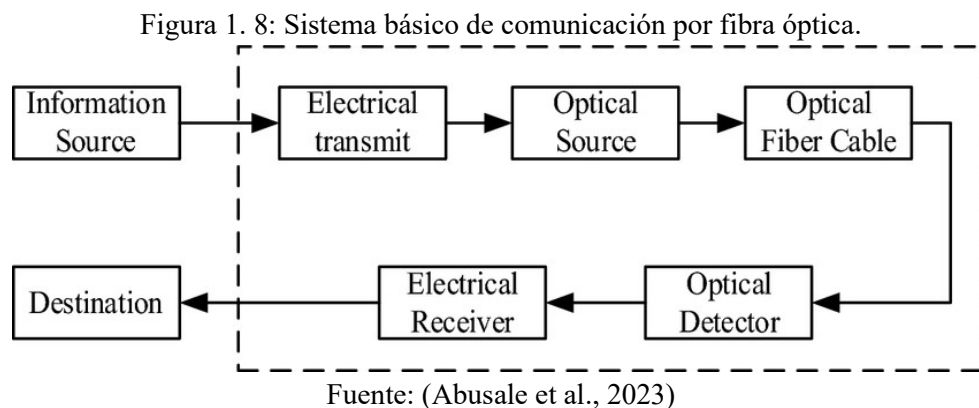 Figura 1. 8: Sistema básico de comunicación por fibra óptica.
Information
Source
Electrical
transmit
Optical
Source
Optical
Fiber Cable
Destination
Electrical
Receiver
Optical
Detector
Fuente: (Abusale et al., 2023)